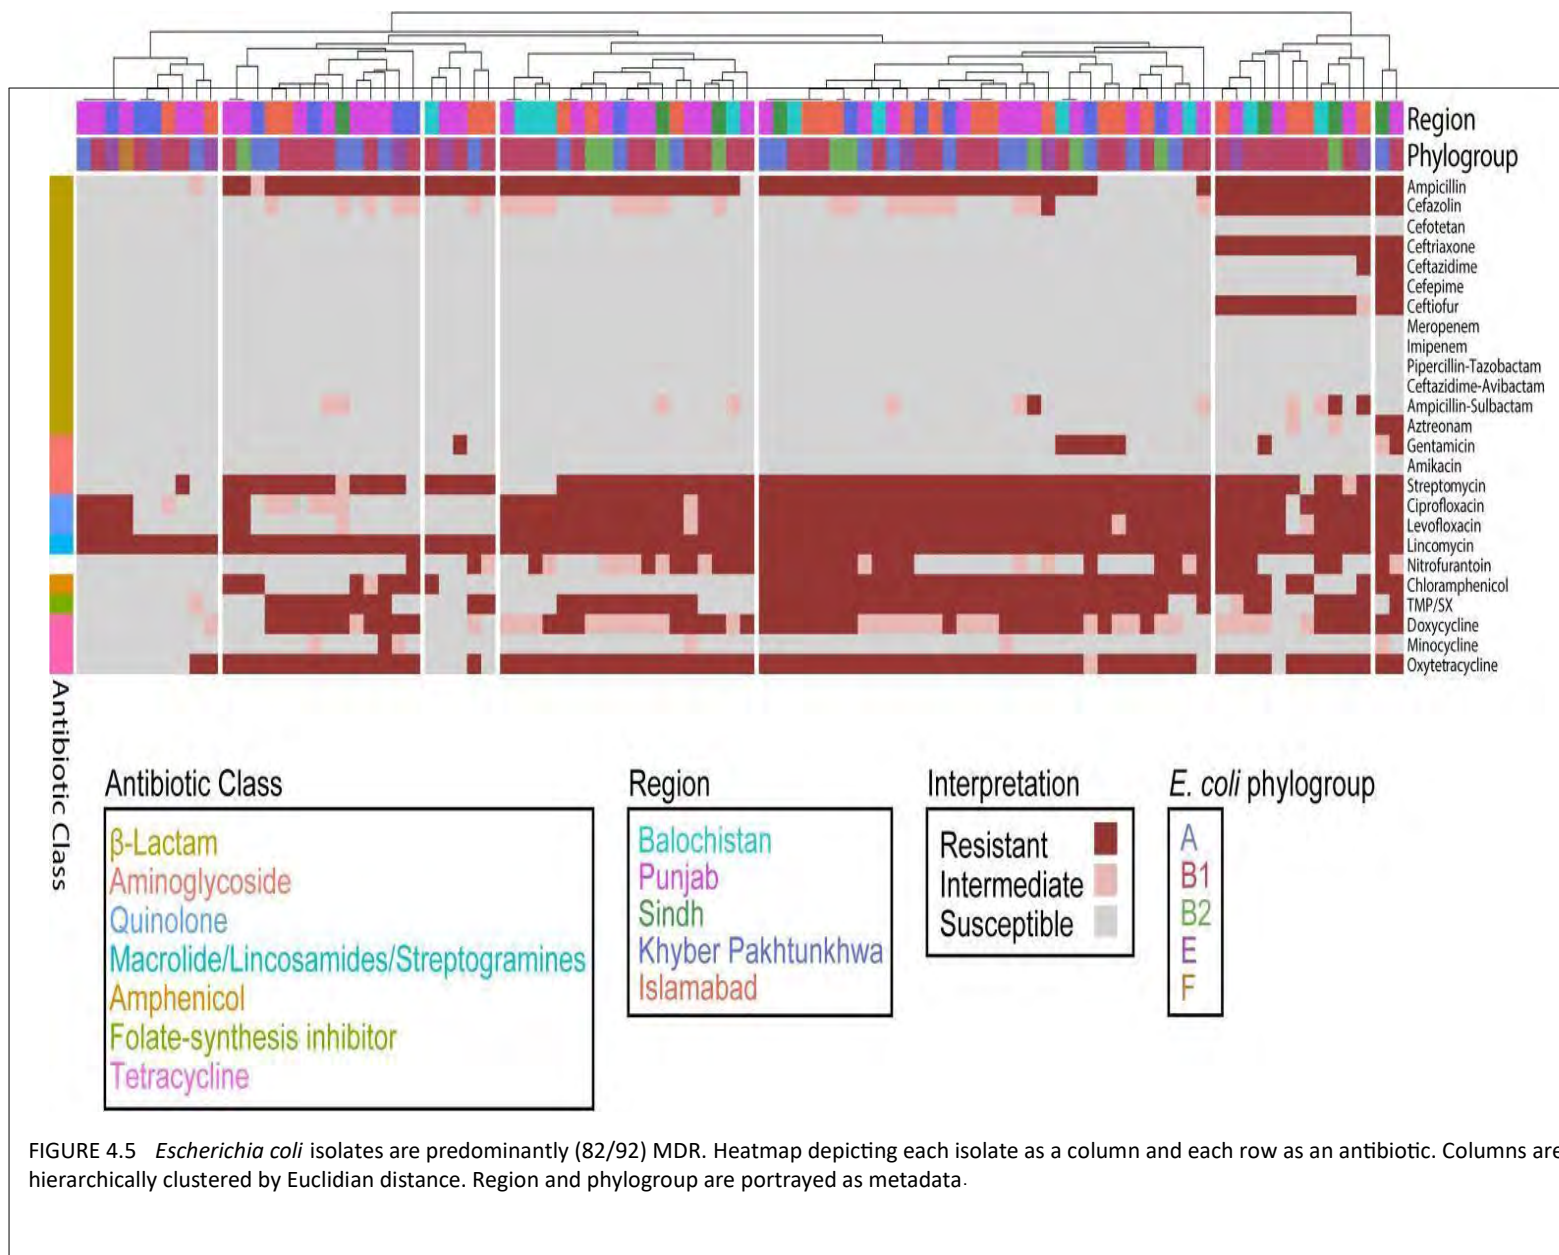 Region
Phylogroup
Ampicillin
Cefazolin
Cefotetan
Ceftriaxone
Ceftazidime
Cefepime
Ceftiofur
Meropenem
Imipenem
Pipercillin-Tazobactam
Ceftazidime-Avibactam
Ampicillin-Sulbactam
Aztreonam
Gentamicin
Amikacin
Streptomycin
Ciprofloxacin
Levofloxacin
Lincomycin
Nitrofurantoin
Chloramphenicol
TMP/SX
Doxycycline
Minocycline
Oxytetracycline
Antibiotic Class
Antibiotic Class
β-Lactam
Aminoglycoside
Quinolone
Macrolide/Lincosamides/Streptogramines
Amphenicol
Folate-synthesis inhibitor
Tetracycline
Region
Balochistan
Punjab
Sindh
Khyber Pakhtunkhwa
Islamabad
Interpretation
Resistant
Intermediate
Susceptible
E. coli phylogroup
A
B1
B2
E
F
FIGURE 4.5 Escherichia coli isolates are predominantly (82/92) MDR. Heatmap depicting each isolate as a column and each row as an antibiotic. Columns are
hierarchically clustered by Euclidian distance. Region and phylogroup are portrayed as metadata.